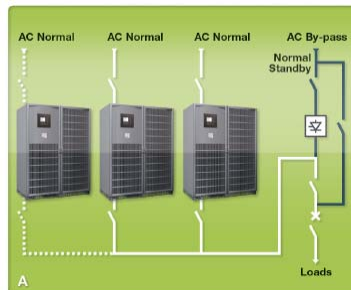 AC Normal
AC Normal
AC Normal
AC By-pass
Normal
Standby
A
Loads